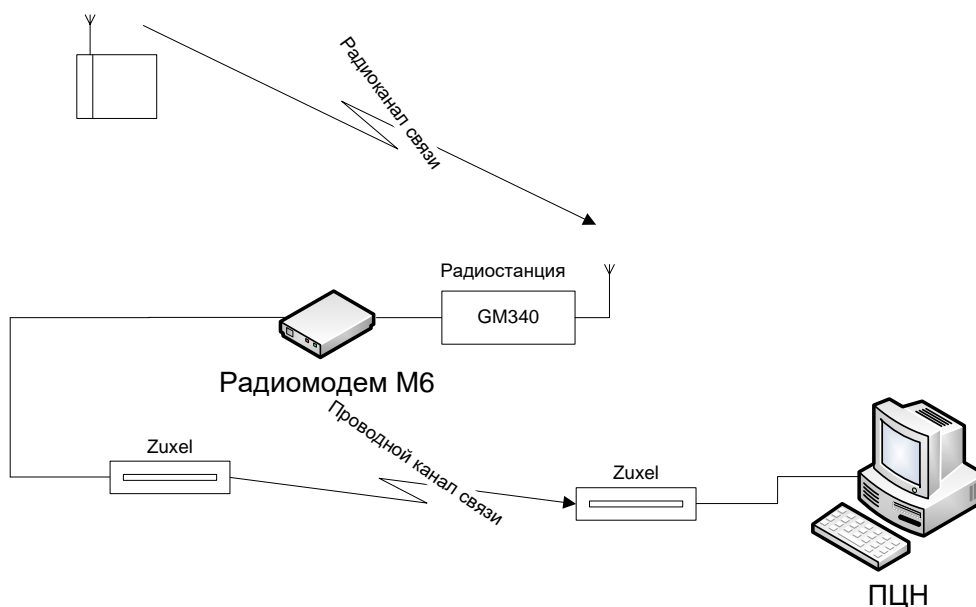 Радиоканал связи
Радиостанция
GM340
Радиомодем М6
Проводной канал связи
Zuxel
Zuxel
ПЦН